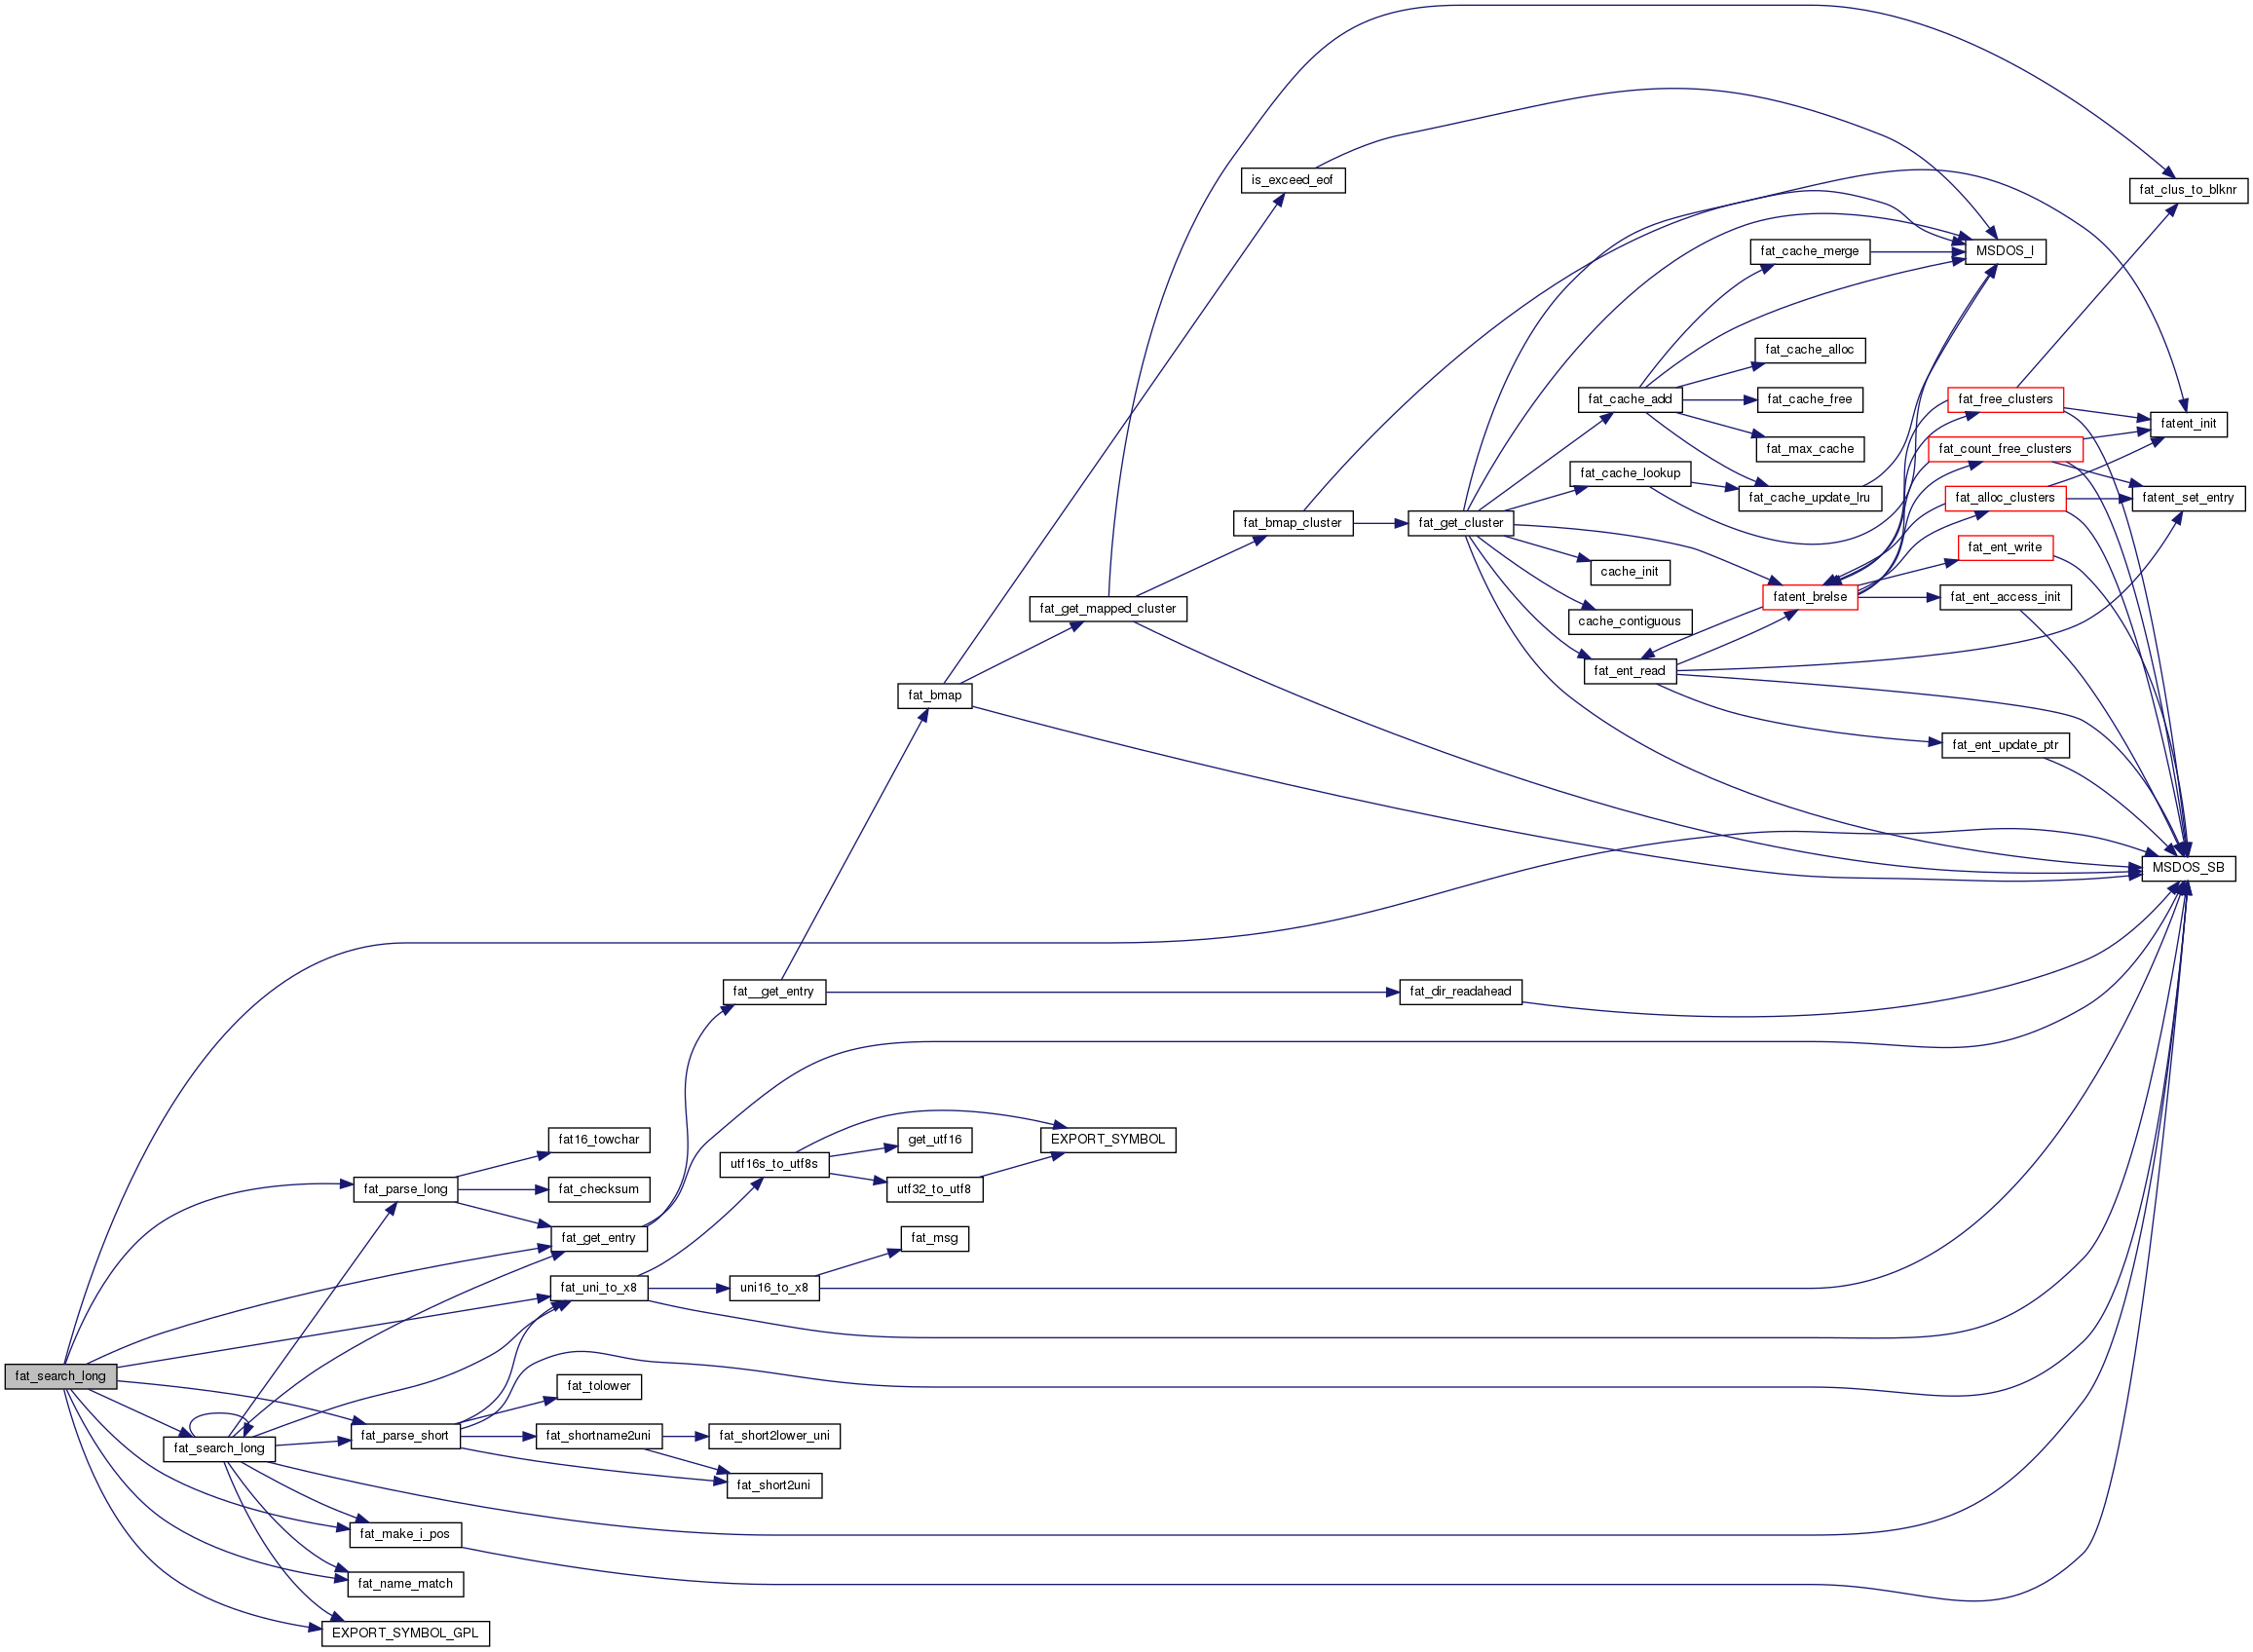 is_exceed_eof
fat_clus_to_blknr
fat_cache_merge
MSDOS_I
fat_cache_alloc
fat_cache_add
fat_cache_free
fat_free_clusters
fatent_init
fat_max_cache
fat_count_free_clusters
fat_cache_lookup
fat_cache_update_lru
fat_alloc_clusters
fatent_set_entry
fat_bmap_cluster
fat_get_cluster
fat_ent_write
cache_init
fatent_brelse
fat_ent_access_init
fat_get_mapped_cluster
cache_contiguous
fat_ent_read
fat_bmap
fat_ent_update_ptr
MSDOS_SB
fat__get_entry
fat_dir_readahead
fat16_towchar
get_utf16
EXPORT_SYMBOL
utf16s_to_utf8s
fat_parse_long
fat_checksum
utf32_to_utf8
fat_get_entry
fat_msg
fat_uni_to_x8
uni16_to_x8
fat_search_long
fat_tolower
fat_parse_short
fat_shortname2uni
fat_short2lower_uni
fat_search_long
fat_short2uni
fat_make_i_pos
fat_name_match
EXPORT_SYMBOL_GPL